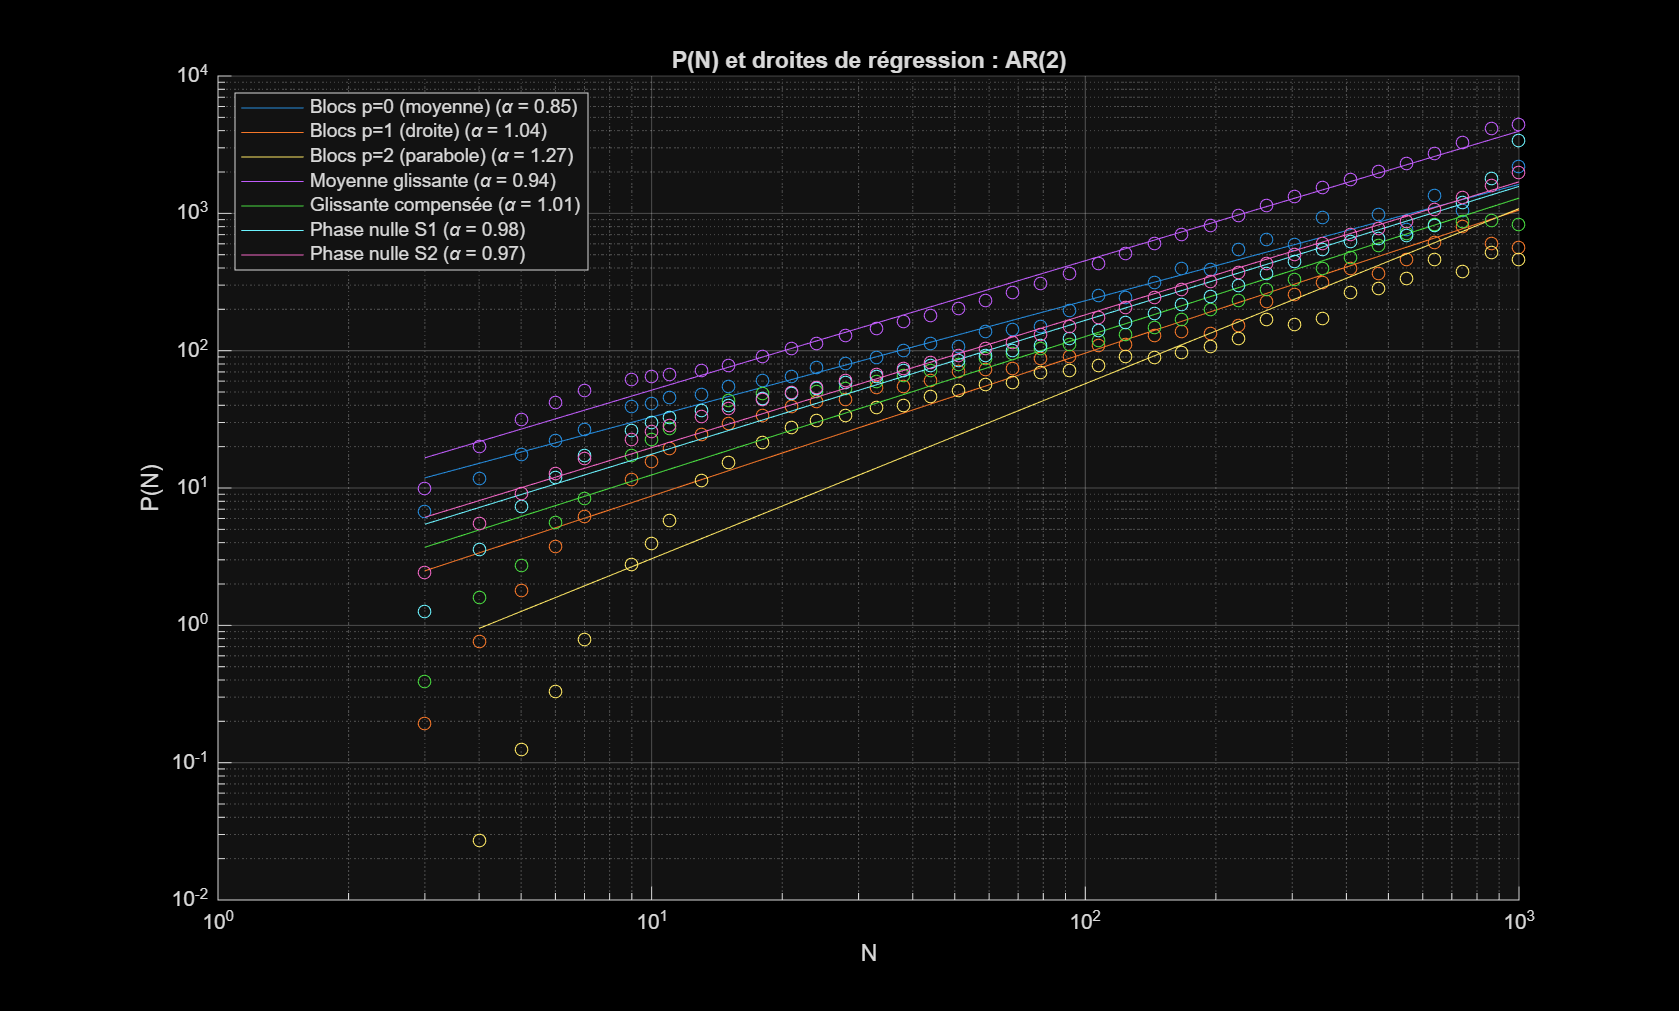 P(N) et droites de régression : AR(2)
10^4
10^3
10^2
10^1
10^0
10^-1
10^-2
P(N)
Blocs p=0 (moyenne) (α = 0.85)
Blocs p=1 (droite) (α = 1.04)
Blocs p=2 (parabole) (α = 1.27)
Moyenne glissante (α = 0.94)
Glissante compensée (α = 1.01)
Phase nulle S1 (α = 0.98)
Phase nulle S2 (α = 0.97)
10^0
10^1
10^2
10^3
N